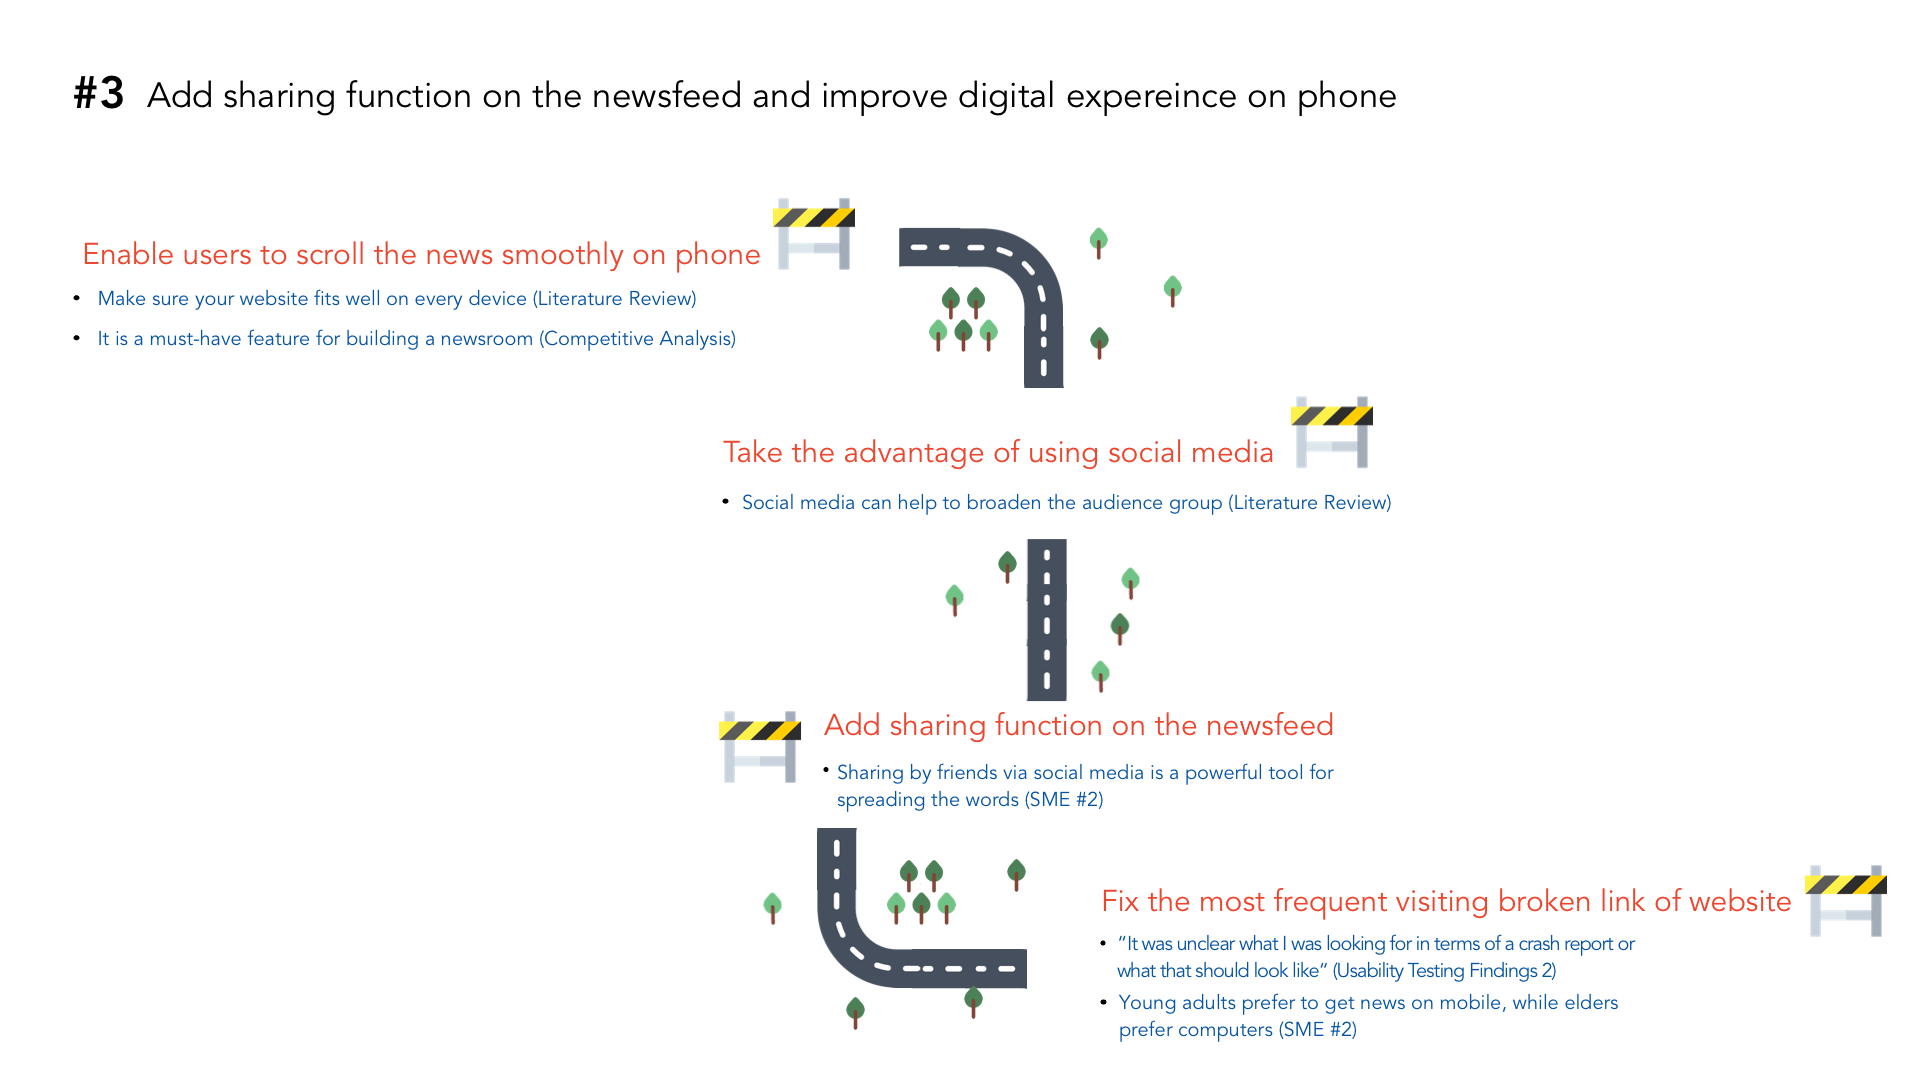 #3 Add sharing function on the newsfeed and improve digital expereince on phone
Enable users to scroll the news smoothly on phone
• Make sure your website fits well on every device (Literature Review)
• It is a must-have feature for building a newsroom (Competitive Analysis)
Take the advantage of using social media
• Social media can help to broaden the audience group (Literature Review)
Add sharing function on the newsfeed
• Sharing by friends via social media is a powerful tool for
spreading the words (SME #2)
Fix the most frequent visiting broken link of website
• “It was unclear what I was looking for in terms of a crash report or
what that should look like” (Usability Testing Findings 2)
• Young adults prefer to get news on mobile, while elders
prefer computers (SME #2)